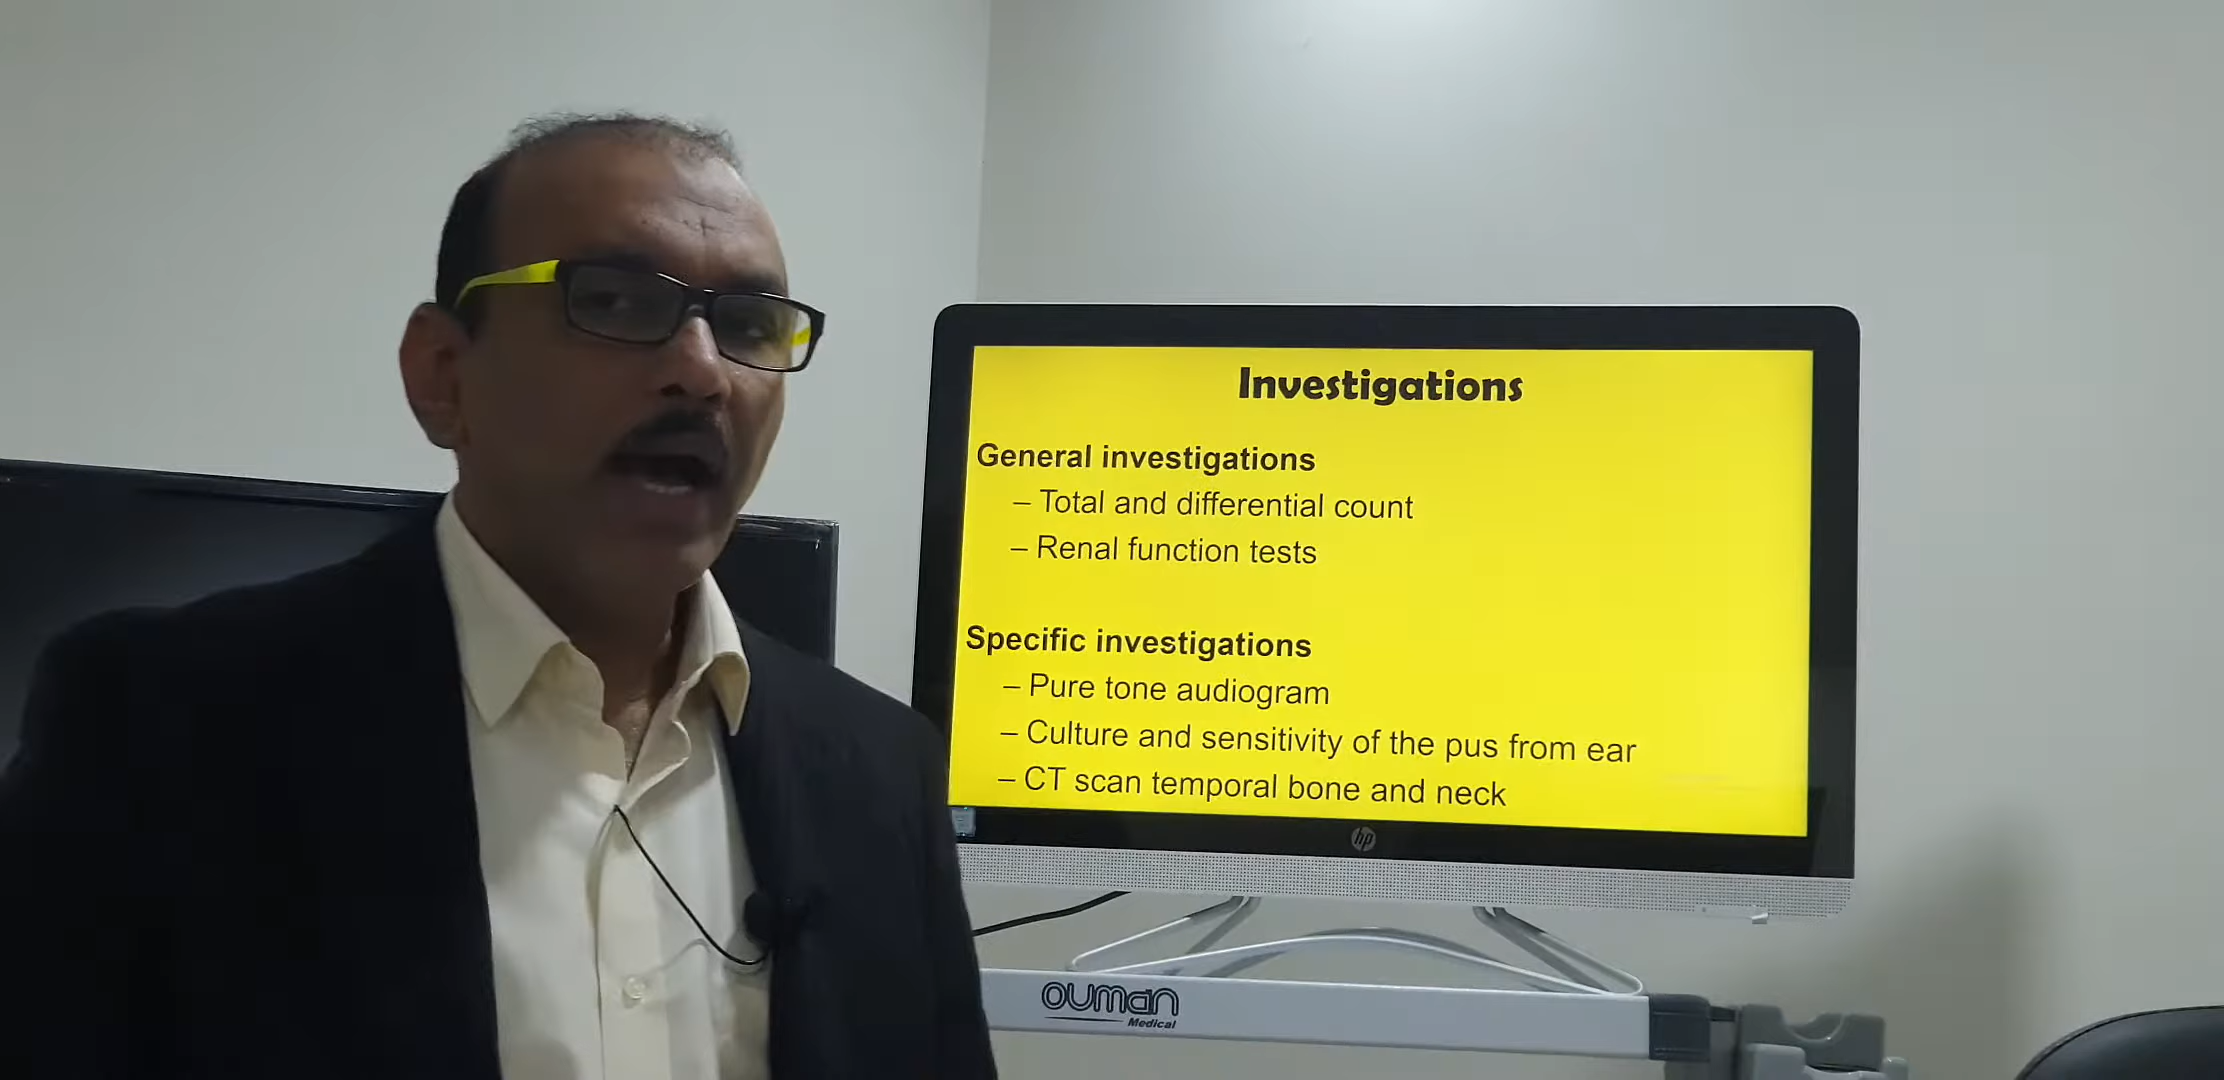 Investigations
General investigations
– Total and differential count
– Renal function tests
Specific investigations
– Pure tone audiogram
– Culture and sensitivity of the pus from ear
– CT scan temporal bone and neck
hp
ouman
Medical